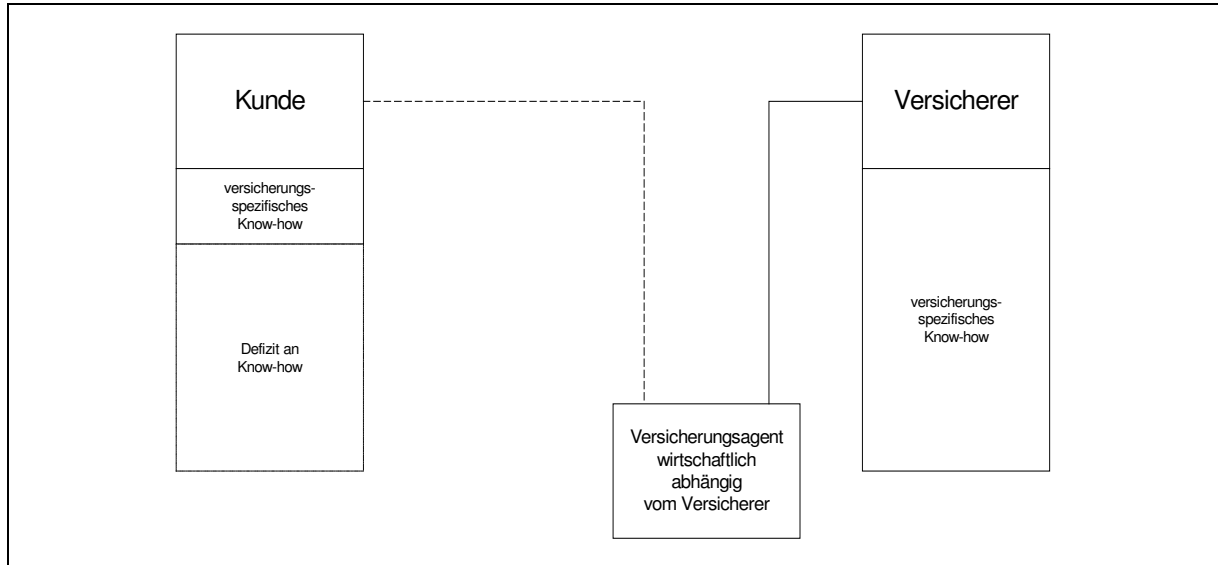 Kunde
versicherungs-
spezifisches
Know-how
Defizit an
Know-how
Versicherungsagent
wirtschaftlich
abhängig
vom Versicherer
Versicherer
versicherungs-
spezifisches
Know-how